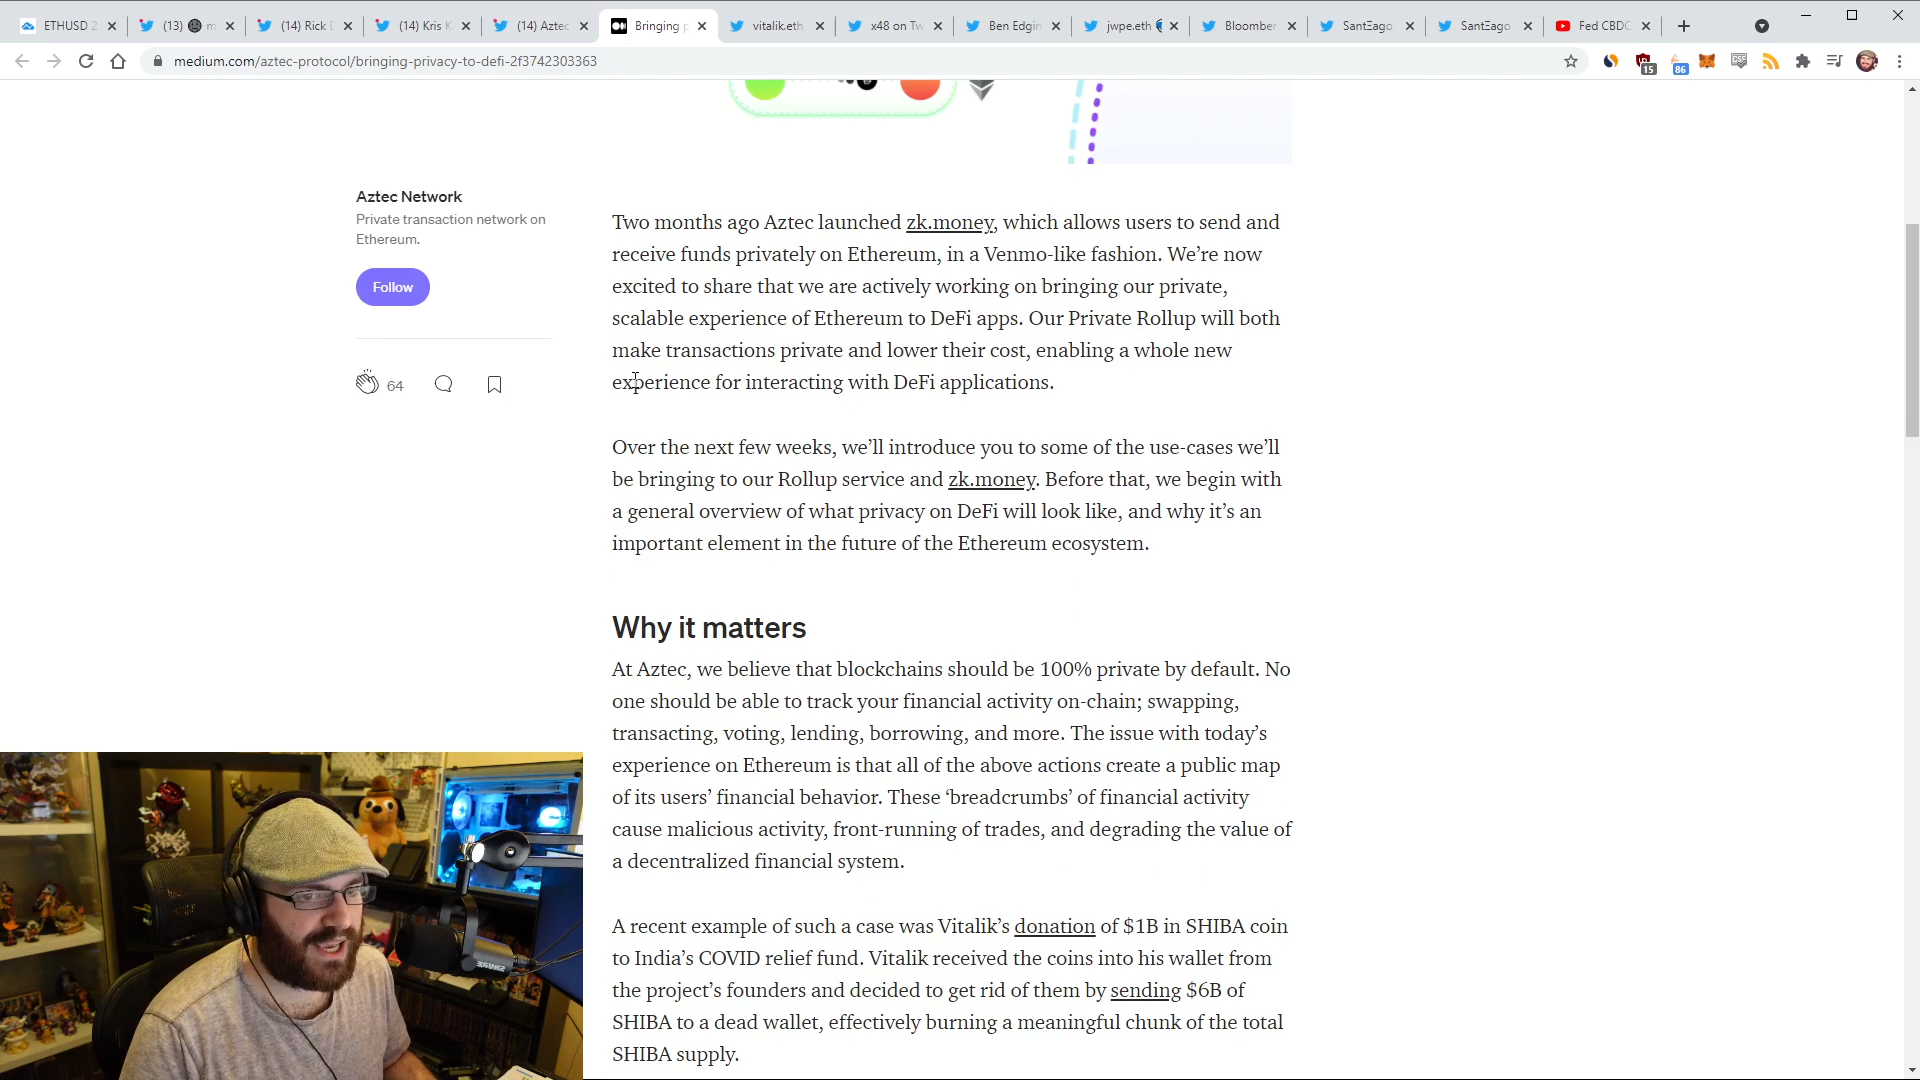 ETHUSD 2
(13) m
(14) Rick D
(14) Kris K
(14) Aztec
Bringing p
vitalik.eth
x48 on Tw
Ben Edgin
jwpe.eth
Bloomber
SantΞago
SantΞago
Fed CBDC
medium.com/aztec-protocol/bringing-privacy-to-defi-2f3742303363
15
86
Aztec Network
Private transaction network on
Ethereum.
Follow
64
Two months ago Aztec launched zk.money, which allows users to send and
receive funds privately on Ethereum, in a Venmo-like fashion. We’re now
excited to share that we are actively working on bringing our private,
scalable experience of Ethereum to DeFi apps. Our Private Rollup will both
make transactions private and lower their cost, enabling a whole new
experience for interacting with DeFi applications.
Over the next few weeks, we’ll introduce you to some of the use-cases we’ll
be bringing to our Rollup service and zk.money. Before that, we begin with
a general overview of what privacy on DeFi will look like, and why it’s an
important element in the future of the Ethereum ecosystem.
Why it matters
At Aztec, we believe that blockchains should be 100% private by default. No
one should be able to track your financial activity on-chain; swapping,
transacting, voting, lending, borrowing, and more. The issue with today’s
experience on Ethereum is that all of the above actions create a public map
of its users’ financial behavior. These ‘breadcrumbs’ of financial activity
cause malicious activity, front-running of trades, and degrading the value of
a decentralized financial system.
A recent example of such a case was Vitalik’s donation of $1B in SHIBA coin
to India’s COVID relief fund. Vitalik received the coins into his wallet from
the project’s founders and decided to get rid of them by sending $6B of
SHIBA to a dead wallet, effectively burning a meaningful chunk of the total
SHIBA supply.